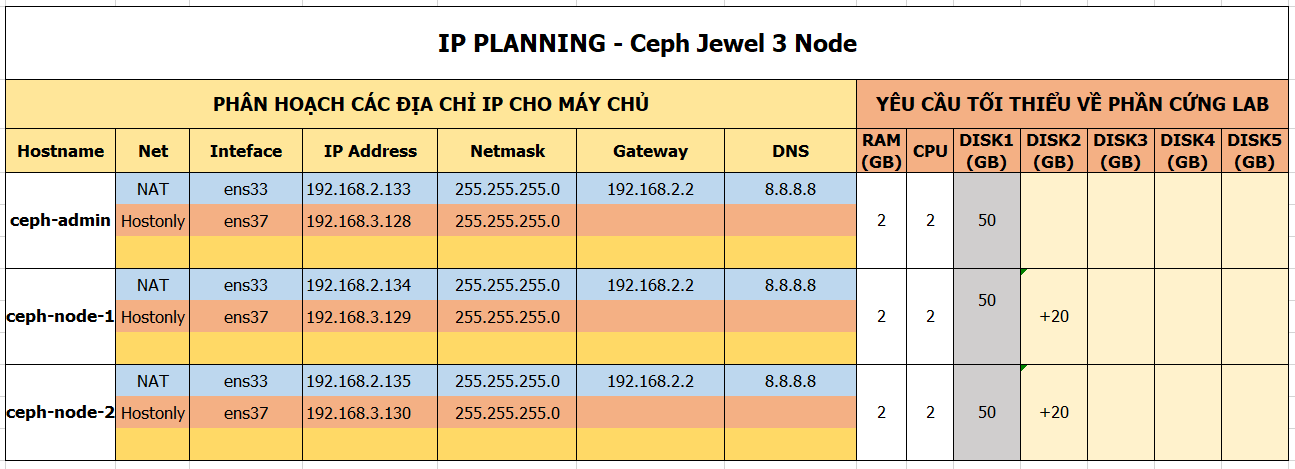 IP PLANNING - Ceph Jewel 3 Node
PHÂN HOẠCH CÁC ĐỊA CHỈ IP CHO MÁY CHỦ YÊU CẦU TỐI THIỂU VỀ PHẦN CỨNG LAB
Hostname Net Inteface IP Address Netmask Gateway DNS RAM (GB) CPU DISK1 (GB) DISK2 (GB) DISK3 (GB) DISK4 (GB) DISK5 (GB)
NAT ens33 192.168.2.133 255.255.255.0 192.168.2.2 8.8.8.8
ceph-admin Hostonly ens37 192.168.3.128 255.255.255.0 2 2 50
NAT ens33 192.168.2.134 255.255.255.0 192.168.2.2 8.8.8.8 50
ceph-node-1 Hostonly ens37 192.168.3.129 255.255.255.0 2 2 +20
NAT ens33 192.168.2.135 255.255.255.0 192.168.2.2 8.8.8.8
ceph-node-2 Hostonly ens37 192.168.3.130 255.255.255.0 2 2 50 +20